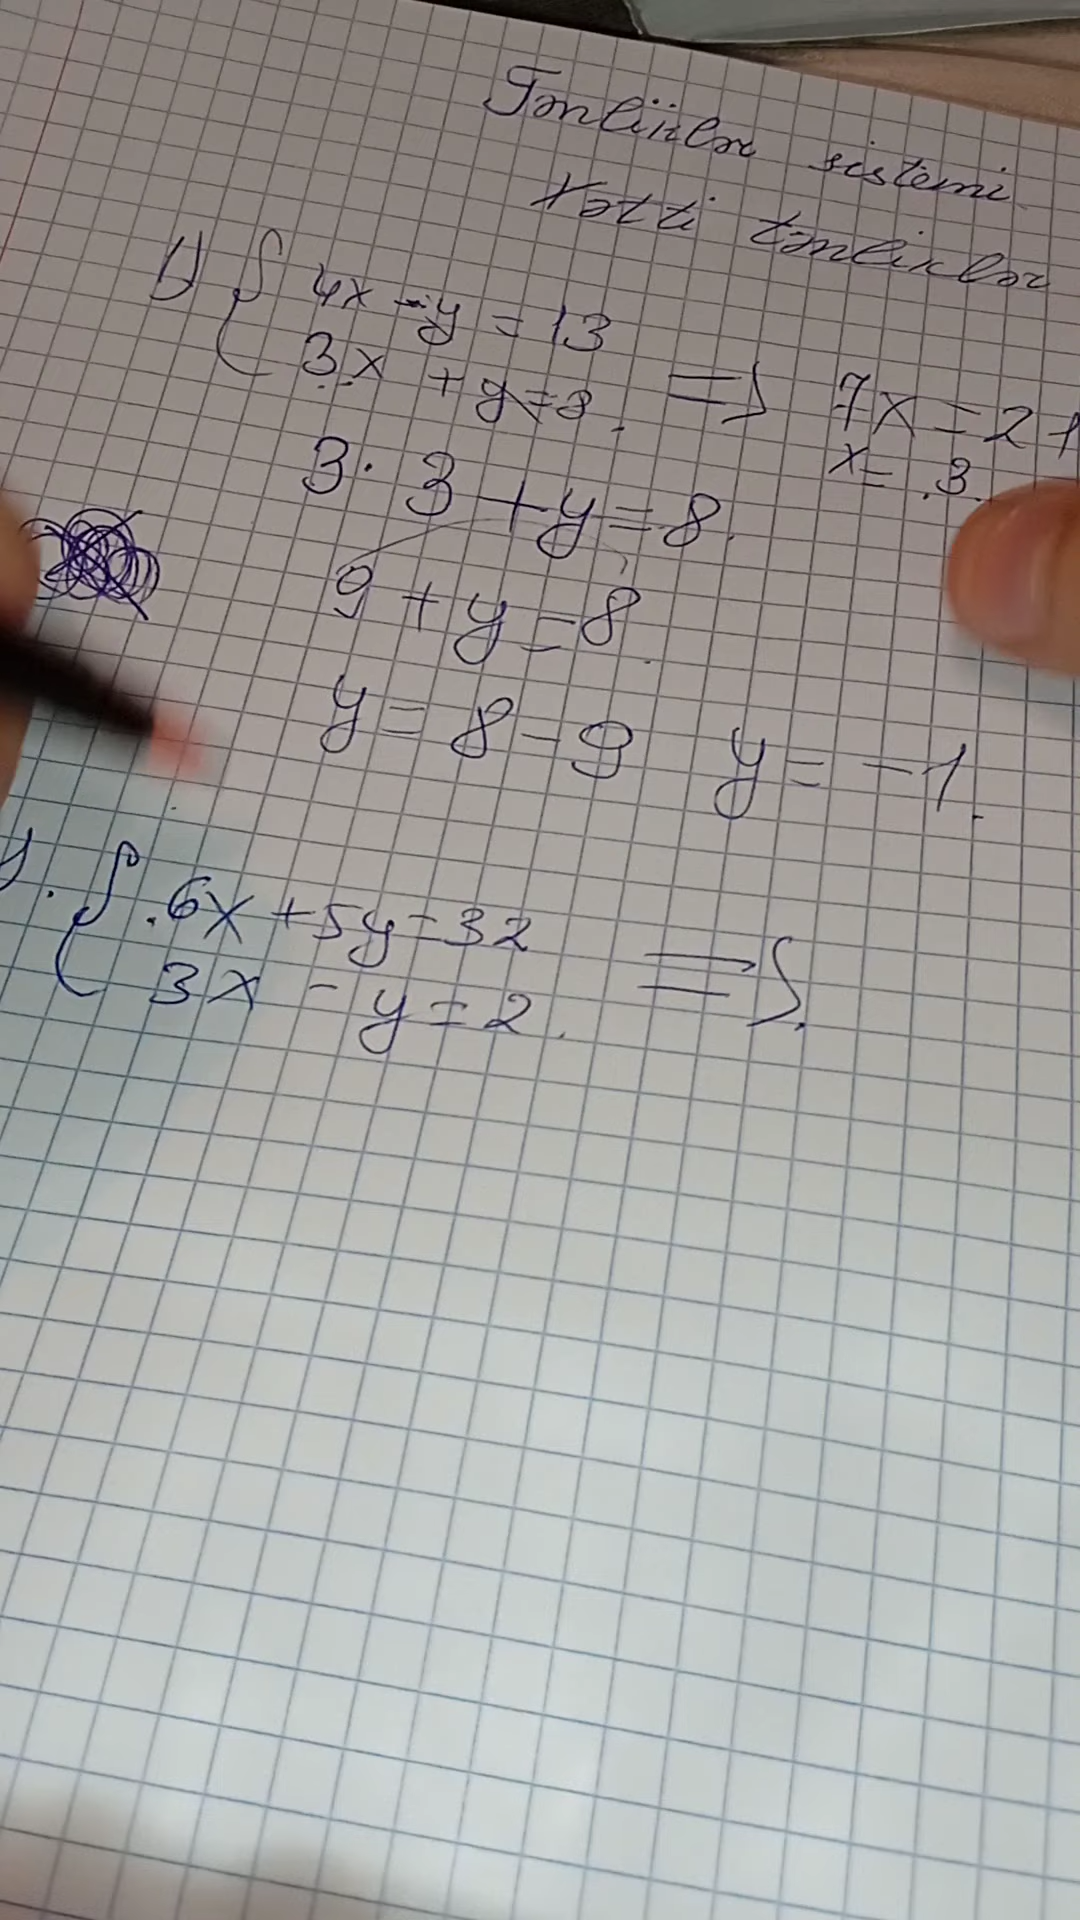 Tənliklər sistemi
Xətti tənliklər
1) { 4x - y = 13
3x + y = 8. => 7x = 21
x = 3.
3 · 3 + y = 8.
9 + y = 8.
y = 8 - 9 y = -1.
{ 6x + 5y = 32
3x - y = 2. => {